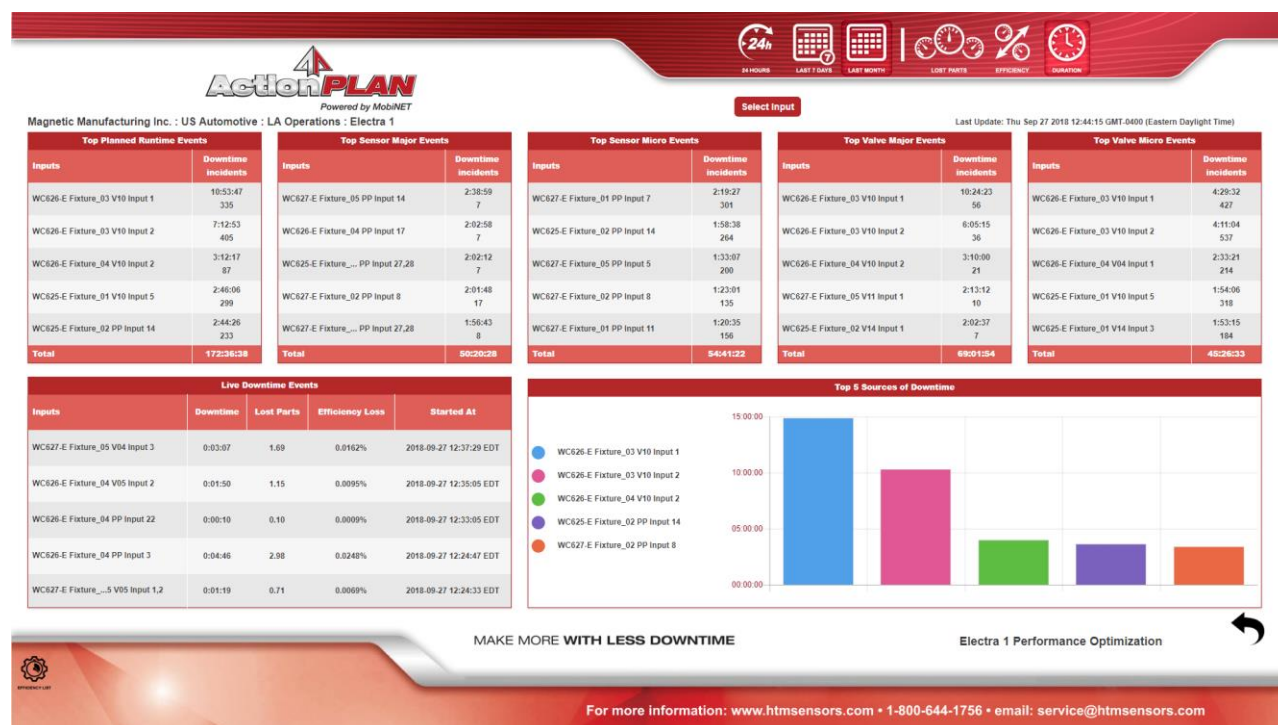 24h
7
24 HOURS
LAST 7 DAYS
LAST MONTH
LOST PARTS
EFFICIENCY
DURATION
ActionPLAN
Powered by MobiNET
Select Input
Magnetic Manufacturing Inc. : US Automotive : LA Operations : Electra 1
Last Update: Thu Sep 27 2018 12:44:15 GMT-0400 (Eastern Daylight Time)
Top Planned Runtime Events
Inputs Downtime incidents
WC626-E Fixture_03 V10 Input 1 10:53:47 335
WC626-E Fixture_03 V10 Input 2 7:12:53 405
WC626-E Fixture_04 V10 Input 2 3:12:17 87
WC625-E Fixture_01 V10 Input 5 2:46:06 299
WC625-E Fixture_02 PP Input 14 2:44:26 233
Total 172:36:38
Top Sensor Major Events
Inputs Downtime incidents
WC627-E Fixture_05 PP Input 14 2:38:59 7
WC626-E Fixture_04 PP Input 17 2:02:58 7
WC625-E Fixture_... PP Input 27,28 2:02:12 7
WC627-E Fixture_02 PP Input 8 2:01:48 17
WC627-E Fixture_... PP Input 27,28 1:56:43 8
Total 50:20:28
Top Sensor Micro Events
Inputs Downtime incidents
WC627-E Fixture_01 PP Input 7 2:19:27 301
WC625-E Fixture_02 PP Input 14 1:58:38 264
WC627-E Fixture_05 PP Input 5 1:33:07 200
WC627-E Fixture_02 PP Input 8 1:23:01 135
WC627-E Fixture_01 PP Input 11 1:20:35 156
Total 54:41:22
Top Valve Major Events
Inputs Downtime incidents
WC626-E Fixture_03 V10 Input 1 10:24:23 56
WC626-E Fixture_03 V10 Input 2 6:05:15 36
WC626-E Fixture_04 V10 Input 2 3:10:00 21
WC627-E Fixture_05 V11 Input 1 2:13:12 10
WC625-E Fixture_02 V14 Input 1 2:02:37 7
Total 69:01:54
Top Valve Micro Events
Inputs Downtime incidents
WC626-E Fixture_03 V10 Input 1 4:29:32 427
WC626-E Fixture_03 V10 Input 2 4:11:04 537
WC626-E Fixture_04 V04 Input 1 2:33:21 214
WC625-E Fixture_01 V10 Input 5 1:54:06 318
WC625-E Fixture_01 V14 Input 3 1:53:15 184
Total 45:26:33
Live Downtime Events
Inputs Downtime Lost Parts Efficiency Loss Started At
WC627-E Fixture_05 V04 Input 3 0:03:07 1.69 0.0162% 2018-09-27 12:37:29 EDT
WC626-E Fixture_04 V05 Input 2 0:01:50 1.15 0.0095% 2018-09-27 12:35:05 EDT
WC626-E Fixture_04 PP Input 22 0:00:10 0.10 0.0009% 2018-09-27 12:33:05 EDT
WC626-E Fixture_04 PP Input 3 0:04:46 2.98 0.0248% 2018-09-27 12:24:47 EDT
WC627-E Fixture_...5 V05 Input 1,2 0:01:19 0.71 0.0069% 2018-09-27 12:24:33 EDT
Top 5 Sources of Downtime
WC626-E Fixture_03 V10 Input 1
WC626-E Fixture_03 V10 Input 2
WC626-E Fixture_04 V10 Input 2
WC625-E Fixture_02 PP Input 14
WC627-E Fixture_02 PP Input 8
15:00:00
10:00:00
05:00:00
00:00:00
MAKE MORE WITH LESS DOWNTIME
Electra 1 Performance Optimization
EFFICIENCY LIST
For more information: www.htmsensors.com • 1-800-644-1756 • email: service@htmsensors.com